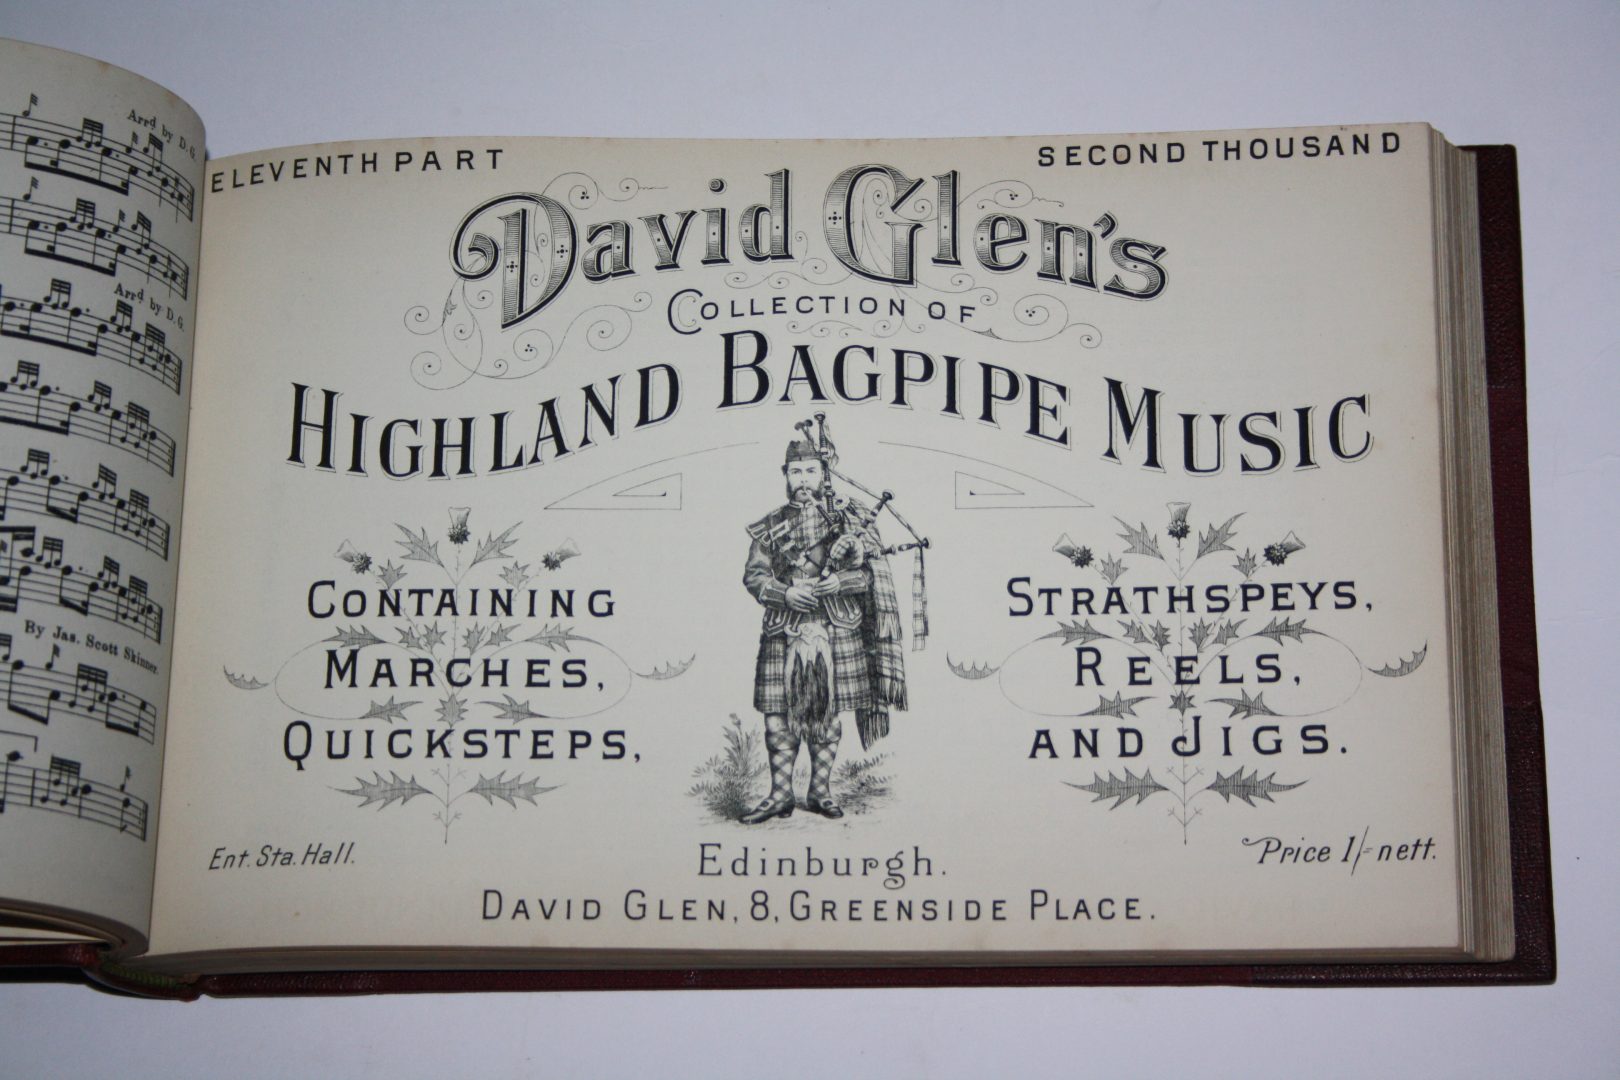 Arrd by D.G.
Arrd by D.G.
By Jas. Scott Skinner.
ELEVENTH PART
SECOND THOUSAND
David Glen's
COLLECTION OF
HIGHLAND BAGPIPE MUSIC
CONTAINING
MARCHES,
QUICKSTEPS,
STRATHSPEYS,
REELS,
AND JIGS.
Ent. Sta. Hall.
Price 1/- nett.
Edinburgh.
DAVID GLEN, 8, GREENSIDE PLACE.